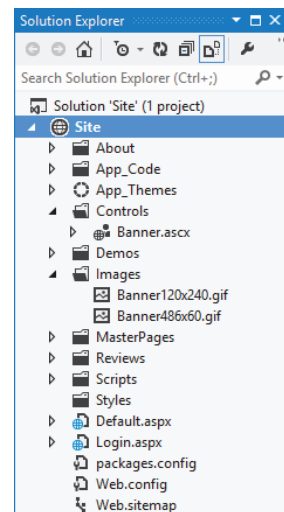 Solution Explorer
Search Solution Explorer (Ctrl+;)
Solution 'Site' (1 project)
Site
About
App_Code
App_Themes
Controls
Banner.ascx
Demos
Images
Banner120x240.gif
Banner486x60.gif
MasterPages
Reviews
Scripts
Styles
Default.aspx
Login.aspx
packages.config
Web.config
Web.sitemap